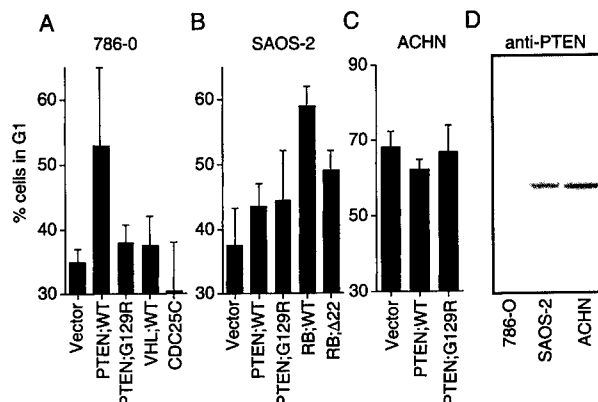 A
B
C
D
786-0
SAOS-2
ACHN
anti-PTEN
% cells in G1
60
50
40
30
Vector
PTEN;WT
PTEN;G129R
VHL;WT
CDC25C
60
50
40
30
Vector
PTEN;WT
PTEN;G129R
RB;WT
RB;Δ22
90
70
50
30
Vector
PTEN;WT
PTEN;G129R
786-O
SAOS-2
ACHN